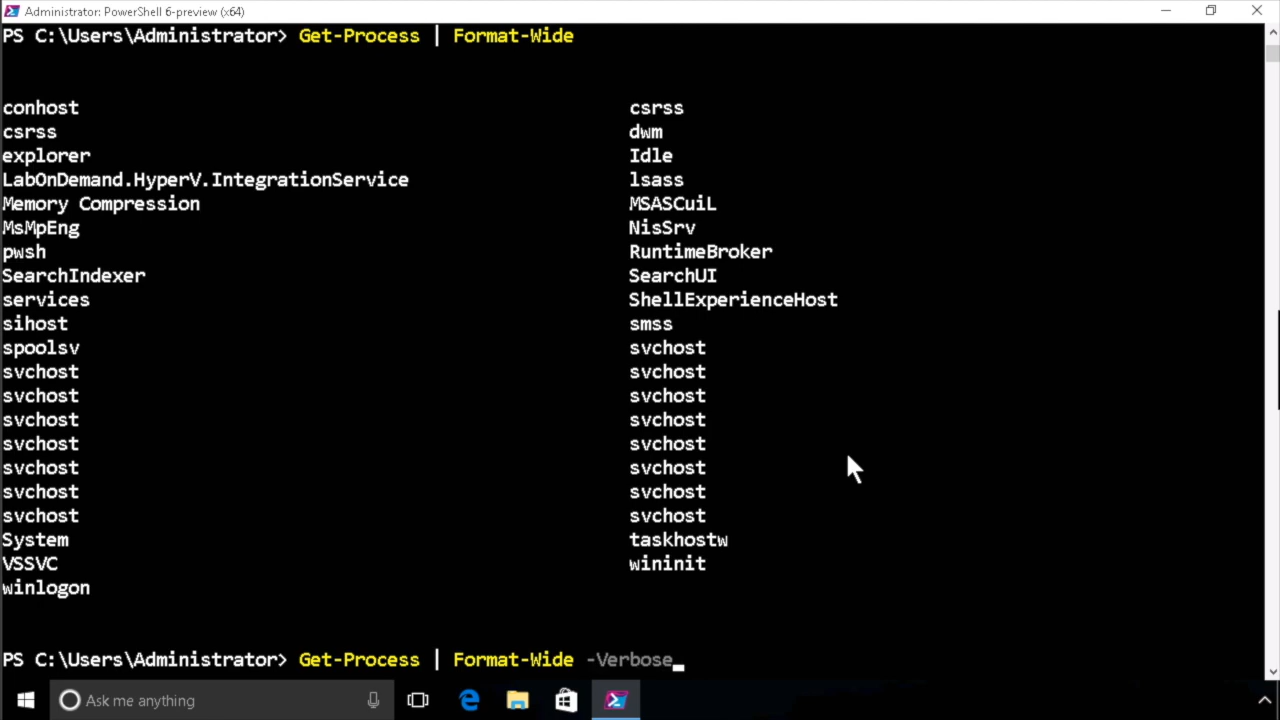 Administrator: PowerShell 6-preview (x64)
PS C:\Users\Administrator> Get-Process | Format-Wide
conhost csrss
csrss dwm
explorer Idle
LabOnDemand.HyperV.IntegrationService lsass
Memory Compression MSASCuiL
MsMpEng NisSrv
pwsh RuntimeBroker
SearchIndexer SearchUI
services ShellExperienceHost
sihost smss
spoolsv svchost
svchost svchost
svchost svchost
svchost svchost
svchost svchost
svchost svchost
svchost svchost
svchost svchost
System taskhostw
VSSVC wininit
winlogon
PS C:\Users\Administrator> Get-Process | Format-Wide -Verbose_
Ask me anything